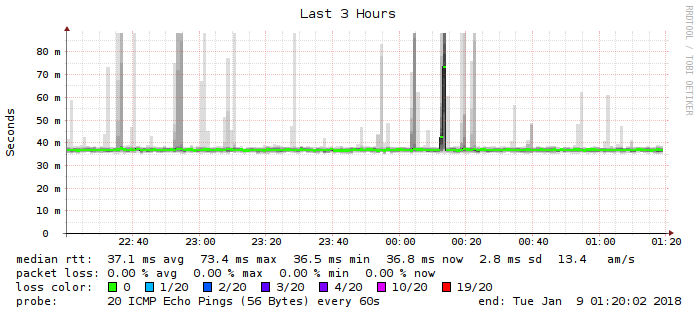 Last 3 Hours
RRDTOOL / TOBI OETIKER
Seconds
80 m
70 m
60 m
50 m
40 m
30 m
20 m
10 m
0
22:40 23:00 23:20 23:40 00:00 00:20 00:40 01:00 01:20
median rtt: 37.1 ms avg 73.4 ms max 36.5 ms min 36.8 ms now 2.8 ms sd 13.4 am/s
packet loss: 0.00 % avg 0.00 % max 0.00 % min 0.00 % now
loss color: 0 1/20 2/20 3/20 4/20 10/20 19/20
probe: 20 ICMP Echo Pings (56 Bytes) every 60s end: Tue Jan 9 01:20:02 2018